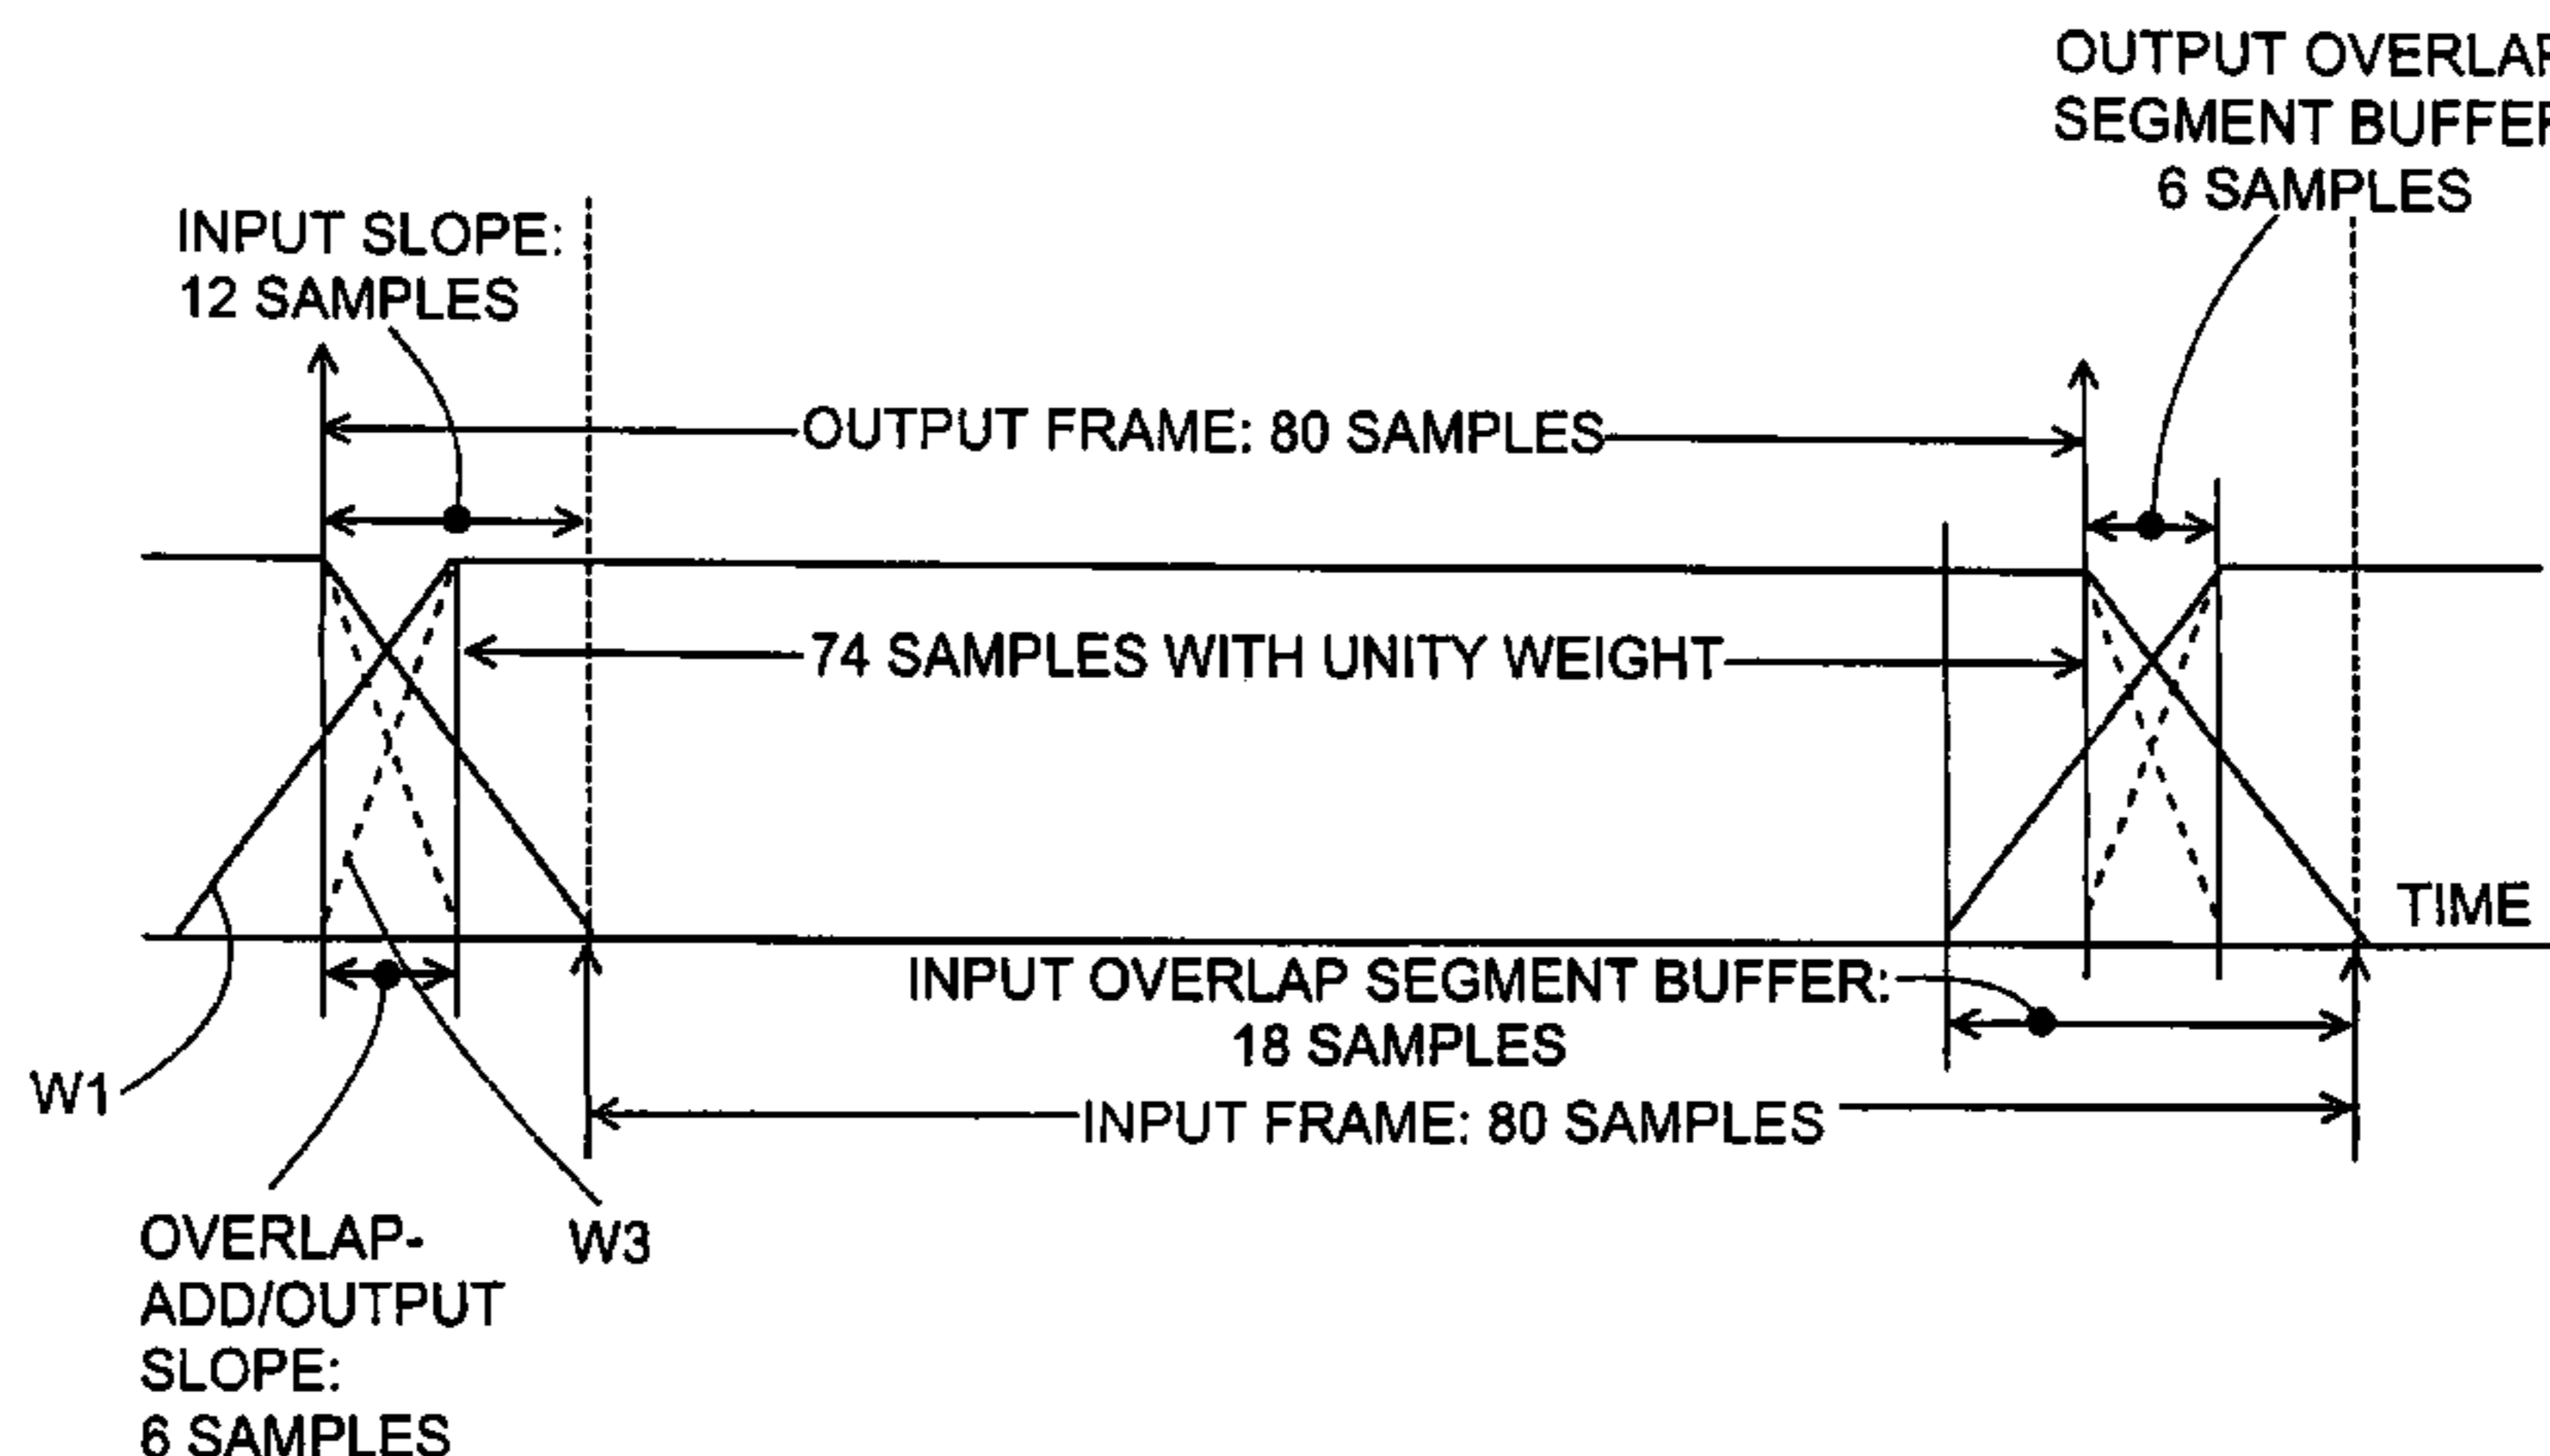 OUTPUT OVERLAP
SEGMENT BUFFER
6 SAMPLES
INPUT SLOPE:
12 SAMPLES
OUTPUT FRAME: 80 SAMPLES
74 SAMPLES WITH UNITY WEIGHT
TIME
INPUT OVERLAP SEGMENT BUFFER:
18 SAMPLES
W1
INPUT FRAME: 80 SAMPLES
W3
OVERLAP-
ADD/OUTPUT
SLOPE:
6 SAMPLES